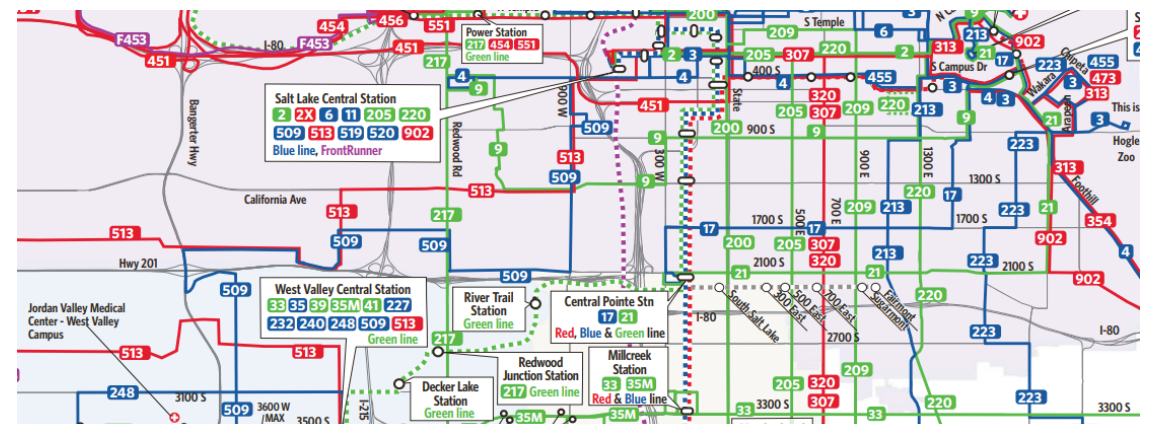 454
456
551
200
S Temple
209
3
N C
313
213
6
902
F453
I-80
F453
451
451
Power Station
217 454 551
Green line
217
2
3
205
307
220
2
21
17
S Campus Dr
223
Chipeta
455
473
313
Wakara
Arapeen
4
9
4
400 S
4
455
3
4
3
3
Salt Lake Central Station
2 2X 6 11 205 220
509 513 519 520 902
Blue line, FrontRunner
900 W
451
State
320
205
307
209
220
213
9
21
3
This is
Hogle
Zoo
Bangerter Hwy
Redwood Rd
509
9
200
900 S
9
9
223
513
300 W
900 E
1300 E
313
509
9
1300 S
Foothill
California Ave
513
513
217
220
17
500 E
700 E
209
213
223
21
354
1700 S
1700 S
513
509
509
17
17
200
205
307
320
213
902
4
2100 S
Hwy 201
509
21
21
223
2100 S
902
509
West Valley Central Station
33 35 39 35M 41 227
232 240 248 509 513
Green line
River Trail
Station
Green line
Central Pointe Stn
17 21
Red, Blue & Green line
South Salt Lake
300 East
500 East
700 East
Sugarmont
Fairmont
220
I-80
2700 S
223
I-80
Jordan Valley Medical
Center - West Valley
Campus
513
513
217
Redwood
Junction Station
217 Green line
Millcreek
Station
33 35M
Red & Blue line
205
320
307
209
248
3100 S
509
3600 W
/MAX
3500 S
I-215
Decker Lake
Station
Green line
35M
35M
33
3300 S
33
220
223
3300 S